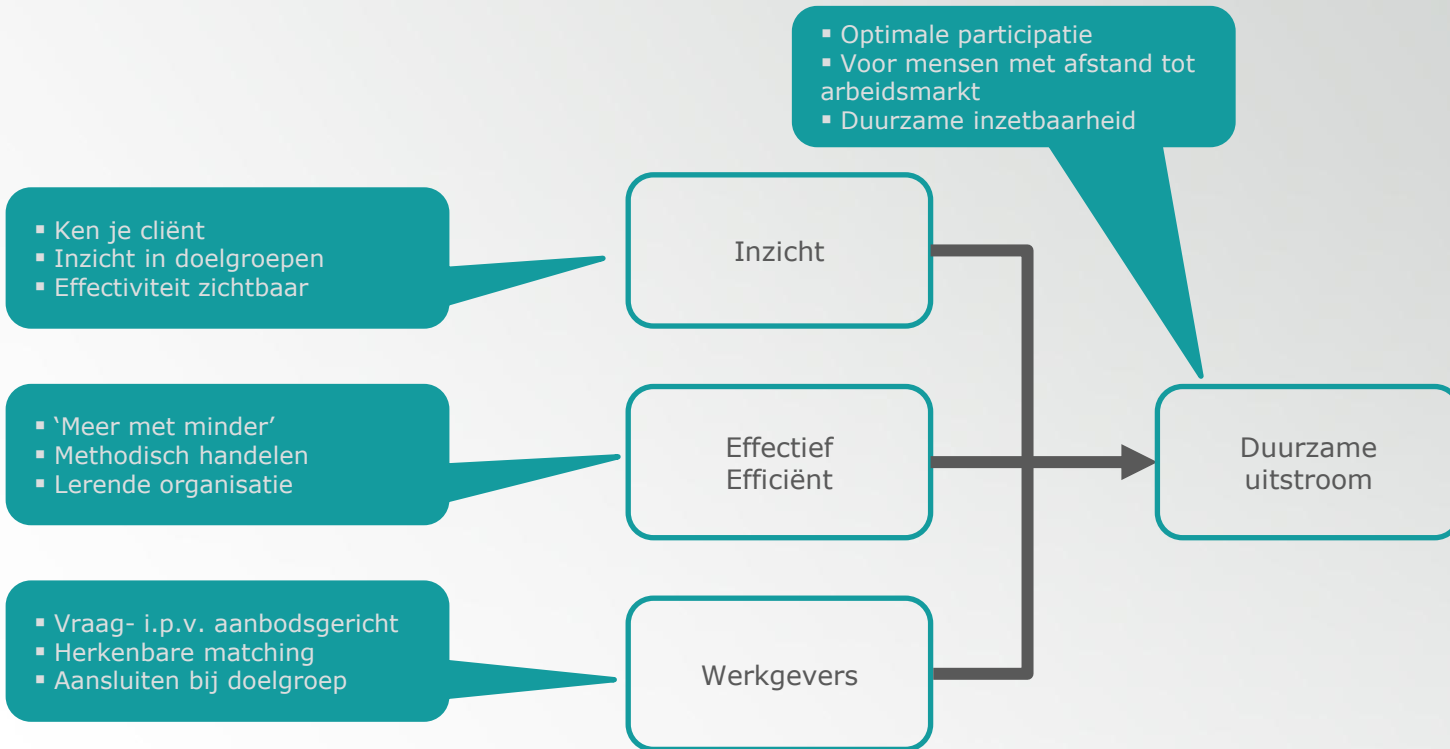 ▪ Optimale participatie
▪ Voor mensen met afstand tot
arbeidsmarkt
▪ Duurzame inzetbaarheid
▪ Ken je cliënt
▪ Inzicht in doelgroepen
▪ Effectiviteit zichtbaar
Inzicht
▪ ‘Meer met minder’
▪ Methodisch handelen
▪ Lerende organisatie
Effectief
Efficiënt
Duurzame
uitstroom
▪ Vraag- i.p.v. aanbodsgericht
▪ Herkenbare matching
▪ Aansluiten bij doelgroep
Werkgevers